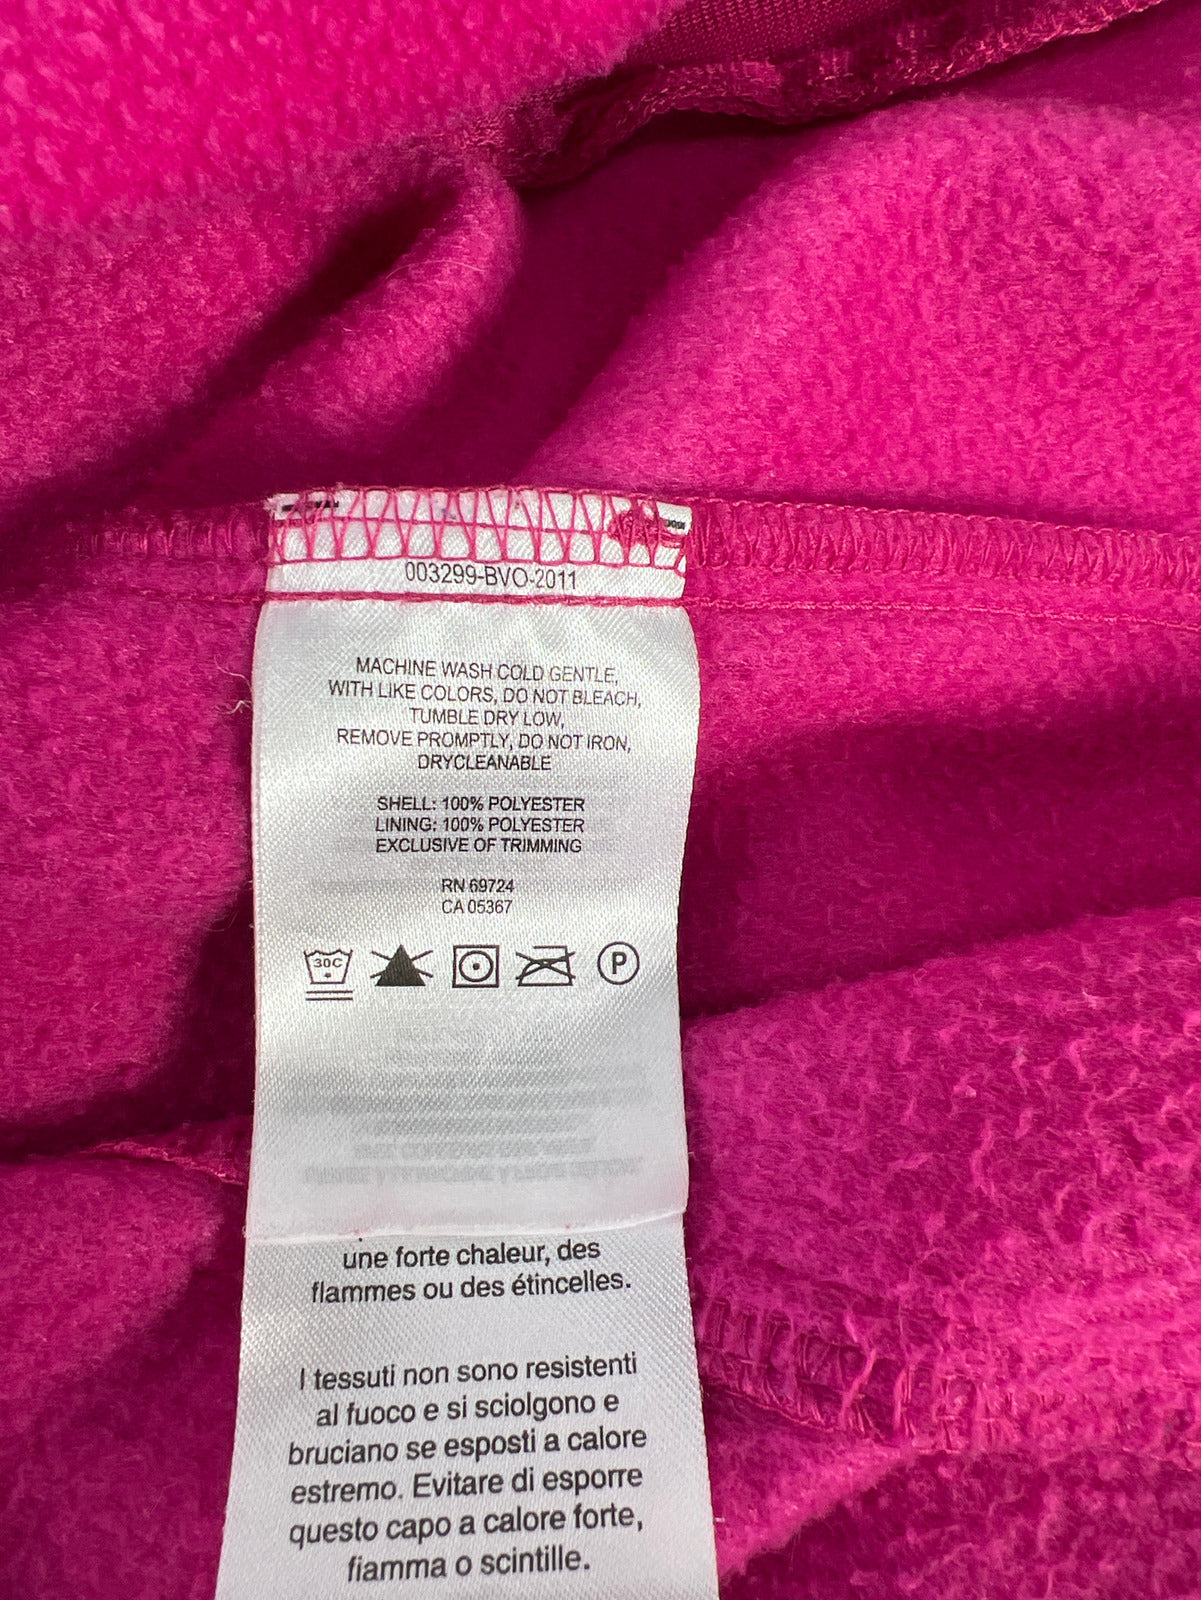 003299-BVO-2011
MACHINE WASH COLD GENTLE,
WITH LIKE COLORS, DO NOT BLEACH,
TUMBLE DRY LOW,
REMOVE PROMPTLY, DO NOT IRON,
DRYCLEANABLE
SHELL: 100% POLYESTER
LINING: 100% POLYESTER
EXCLUSIVE OF TRIMMING
RN 69724
CA 05367
30C
P
une forte chaleur, des
flammes ou des étincelles.
I tessuti non sono resistenti
al fuoco e si sciolgono e
bruciano se esposti a calore
estremo. Evitare di esporre
questo capo a calore forte,
fiamma o scintille.